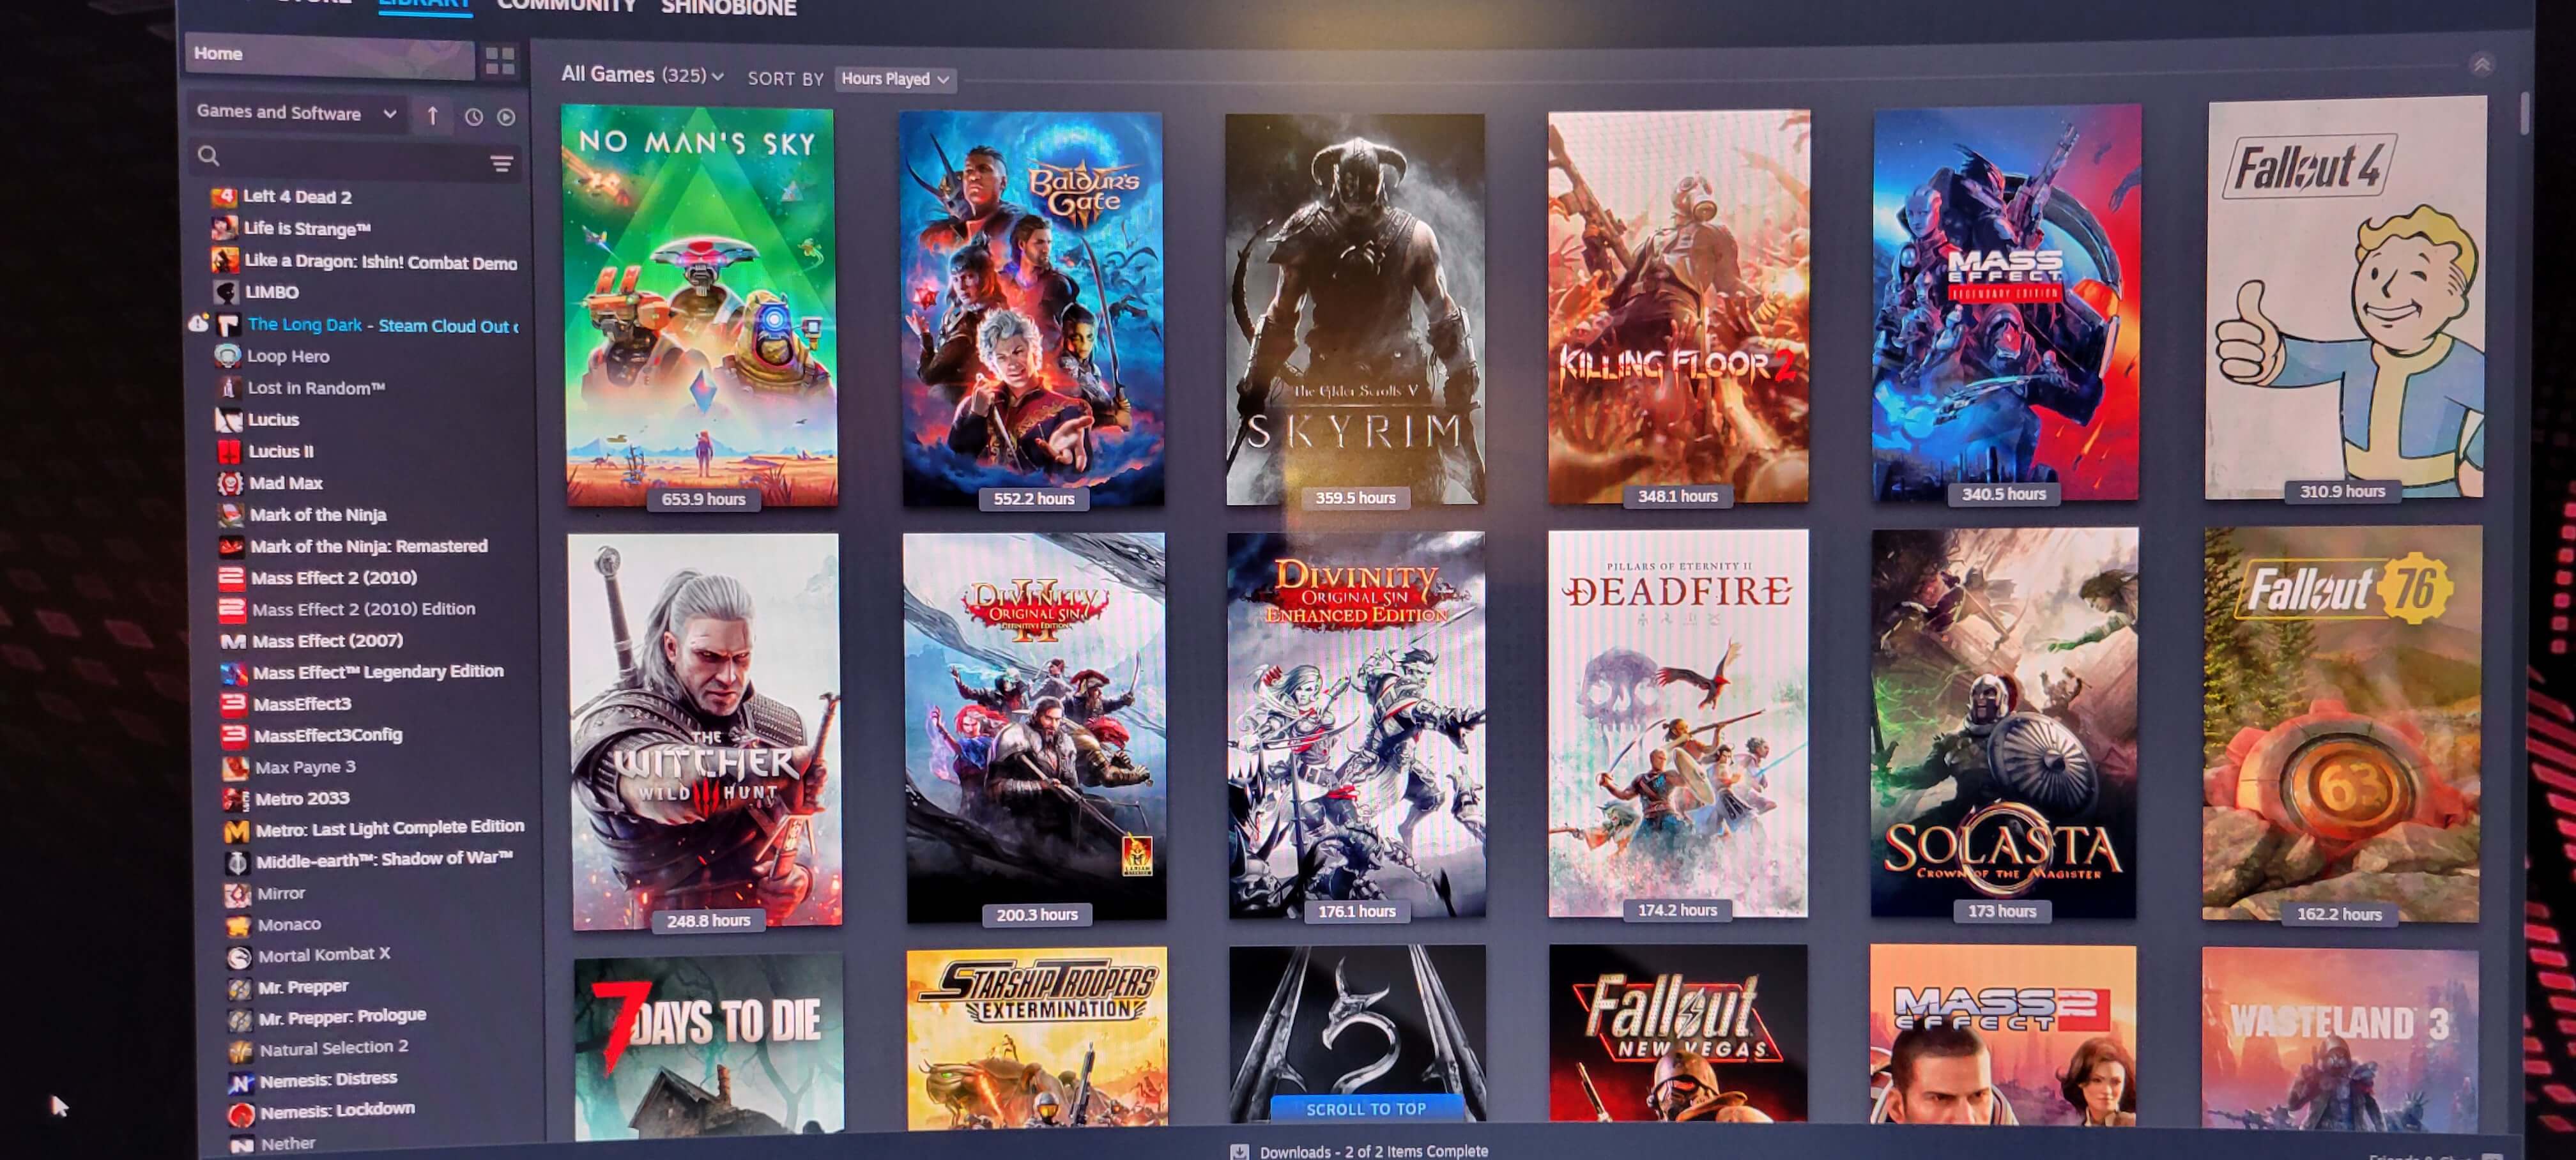 LIBRARY COMMUNITY SHINOBI0NE
Home
All Games (325) SORT BY Hours Played
Games and Software
Left 4 Dead 2
Life is Strange™
Like a Dragon: Ishin! Combat Demo
LIMBO
The Long Dark - Steam Cloud Out
Loop Hero
Lost in Random™
Lucius
Lucius II
Mad Max
Mark of the Ninja
Mark of the Ninja: Remastered
Mass Effect 2 (2010)
Mass Effect 2 (2010) Edition
Mass Effect (2007)
Mass Effect™ Legendary Edition
MassEffect3
MassEffect3Config
Max Payne 3
Metro 2033
Metro: Last Light Complete Edition
Middle-earth™: Shadow of War™
Mirror
Monaco
Mortal Kombat X
Mr. Prepper
Mr. Prepper: Prologue
Natural Selection 2
Nemesis: Distress
Nemesis: Lockdown
Nether
NO MAN'S SKY
653.9 hours
BALDUR'S
GATE
552.2 hours
The Elder Scrolls V
SKYRIM
359.5 hours
KILLING FLOOR 2
348.1 hours
MASS
EFFECT
LEGENDARY EDITION
340.5 hours
Fallout 4
310.9 hours
THE
WITCHER
WILD III HUNT
248.8 hours
DIVINITY
II
ORIGINAL SIN
DEFINITIVE EDITION
LARIAN
STUDIOS
200.3 hours
DIVINITY
ORIGINAL SIN
ENHANCED EDITION
176.1 hours
PILLARS OF ETERNITY II
DEADFIRE
174.2 hours
SOLASTA
CROWN OF THE MAGISTER
173 hours
Fallout 76
63
162.2 hours
7 DAYS TO DIE
STARSHIP TROOPERS
EXTERMINATION
SCROLL TO TOP
Fallout
NEW VEGAS
MASS 2
EFFECT
WASTELAND 3
Downloads - 2 of 2 Items Complete